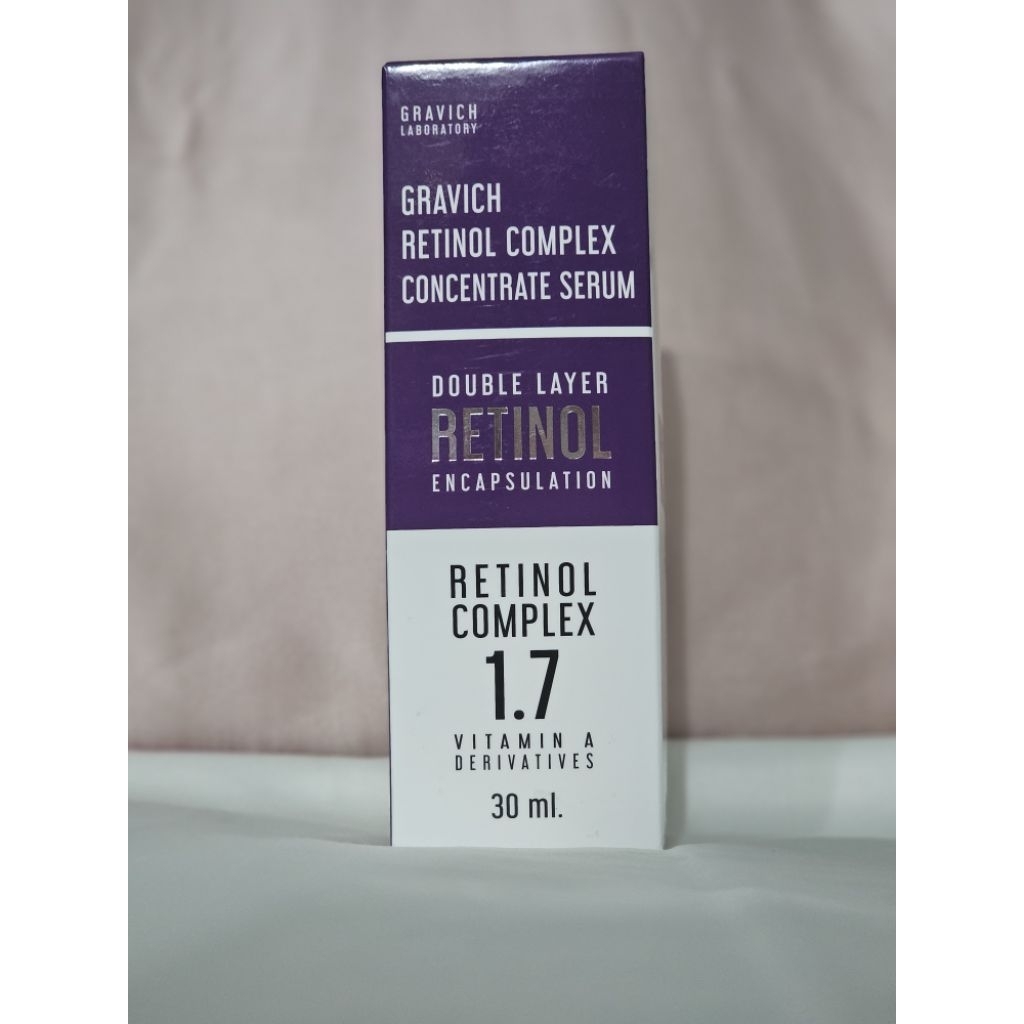 GRAVICH
LABORATORY
GRAVICH
RETINOL COMPLEX
CONCENTRATE SERUM
DOUBLE LAYER
RETINOL
ENCAPSULATION
RETINOL
COMPLEX
1.7
VITAMIN A
DERIVATIVES
30 ml.